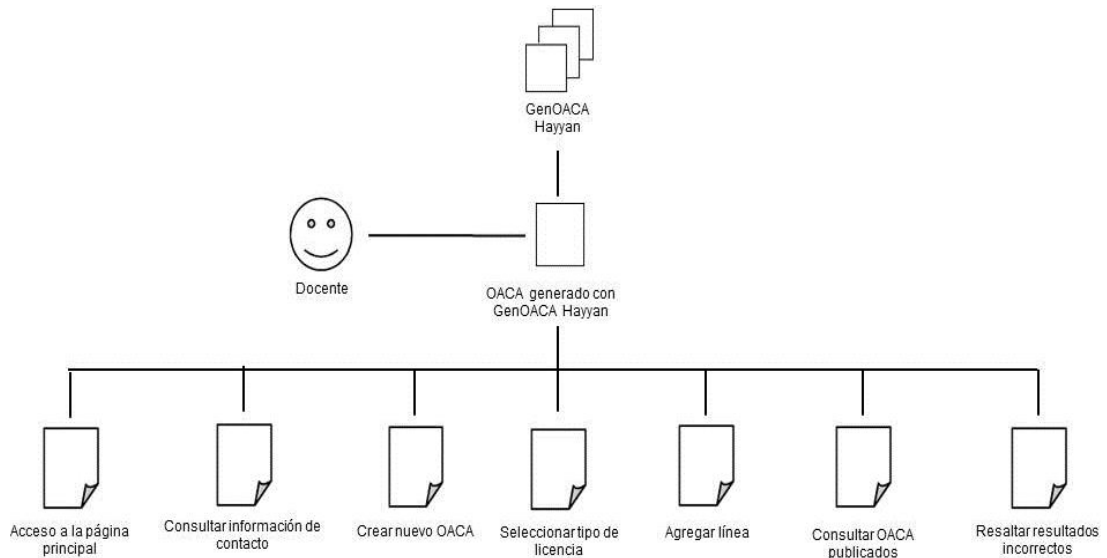 GenOACA
Hayyan
Docente
OACA generado con
GenOACA Hayyan
Acceso a la página
principal
Consultar información de
contacto
Crear nuevo OACA
Seleccionar tipo de
licencia
Agregar línea
Consultar OACA
publicados
Resaltar resultados
incorrectos